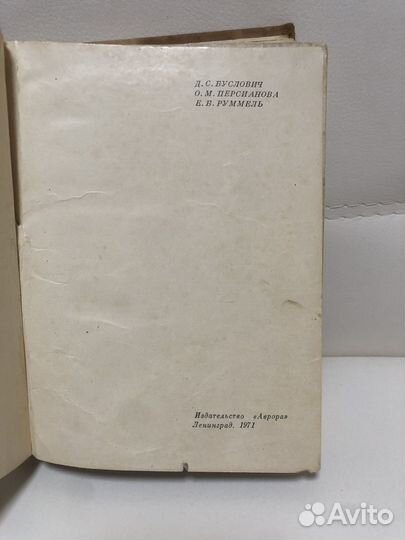 Д. С. БУСЛОВИЧ
О. М. ПЕРСИАНОВА
Е. Б. РУММЕЛЬ
Издательство «Аврора»
Ленинград, 1971
Avito